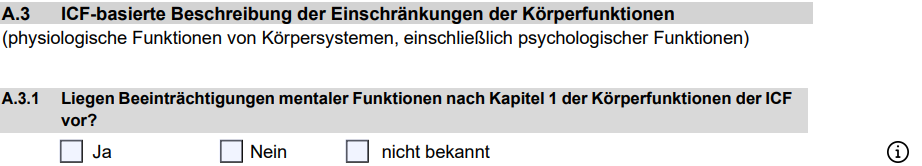 A.3 ICF-basierte Beschreibung der Einschränkungen der Körperfunktionen
(physiologische Funktionen von Körpersystemen, einschließlich psychologischer Funktionen)
A.3.1 Liegen Beeinträchtigungen mentaler Funktionen nach Kapitel 1 der Körperfunktionen der ICF
vor?
Ja Nein nicht bekannt